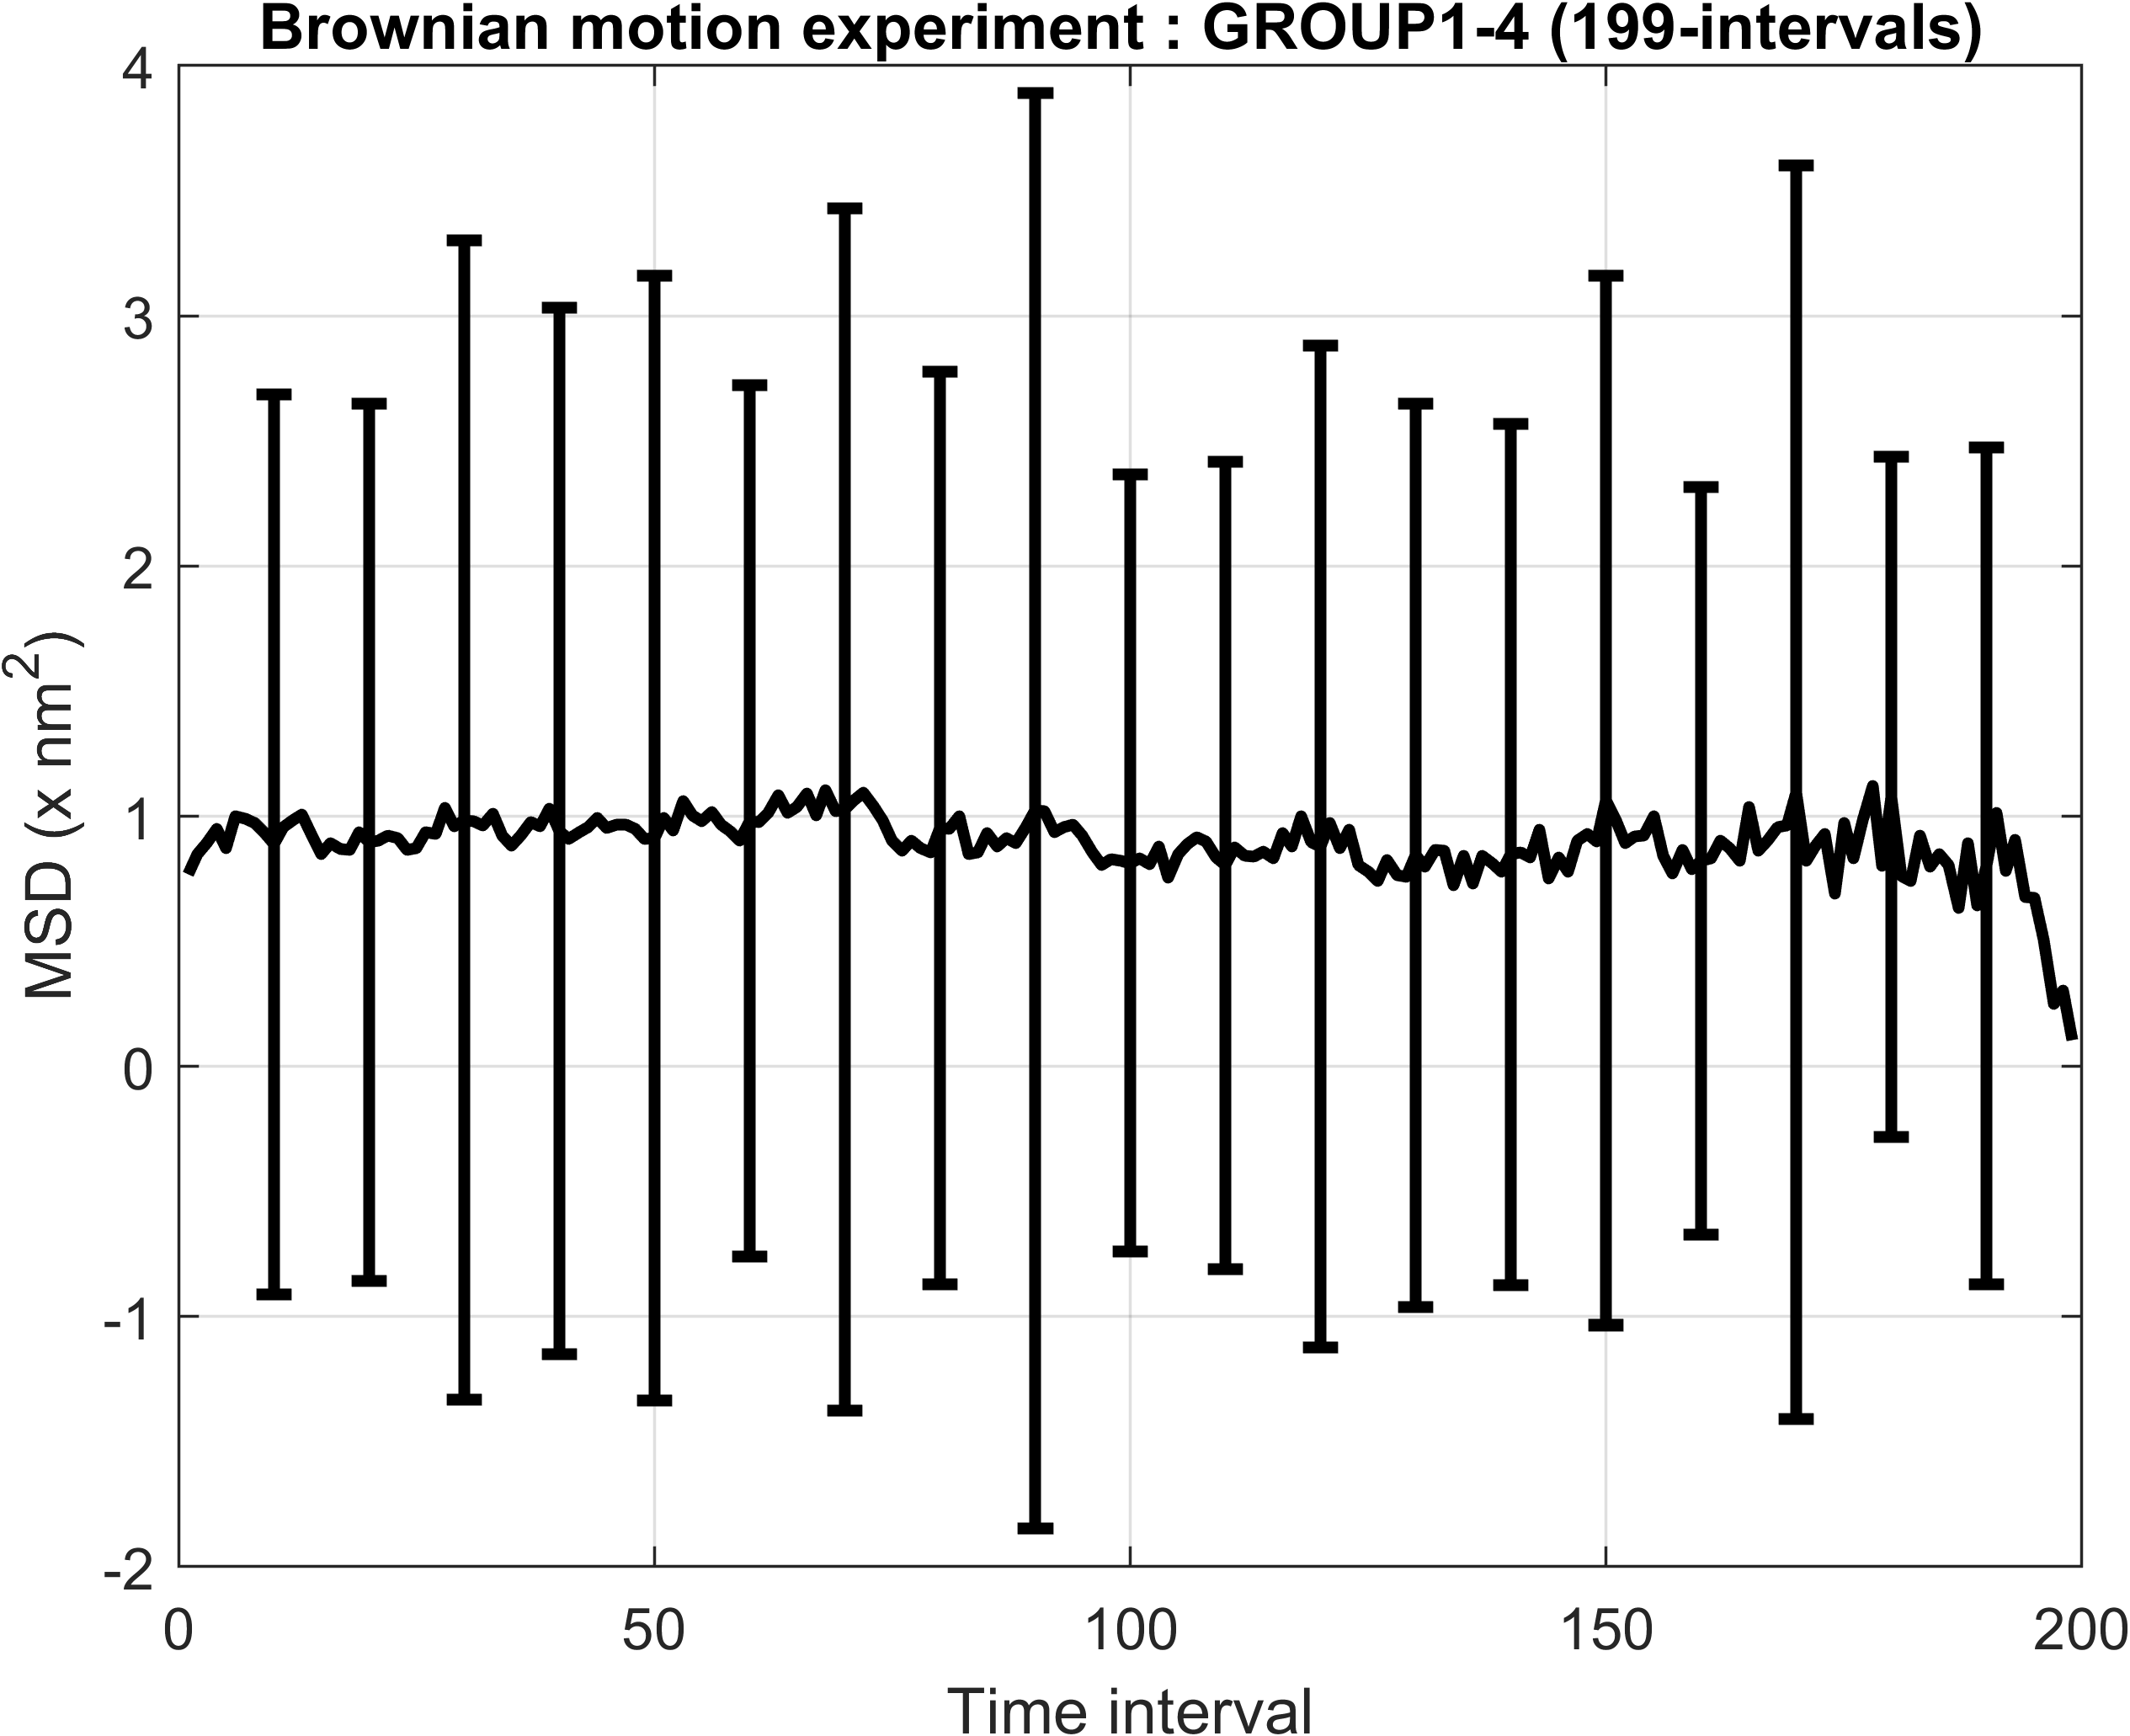 Brownian motion experiment : GROUP1-4 (199-intervals)
4
3
2
1
0
-1
-2
MSD (x nm²)
0 50 100 150 200
Time interval